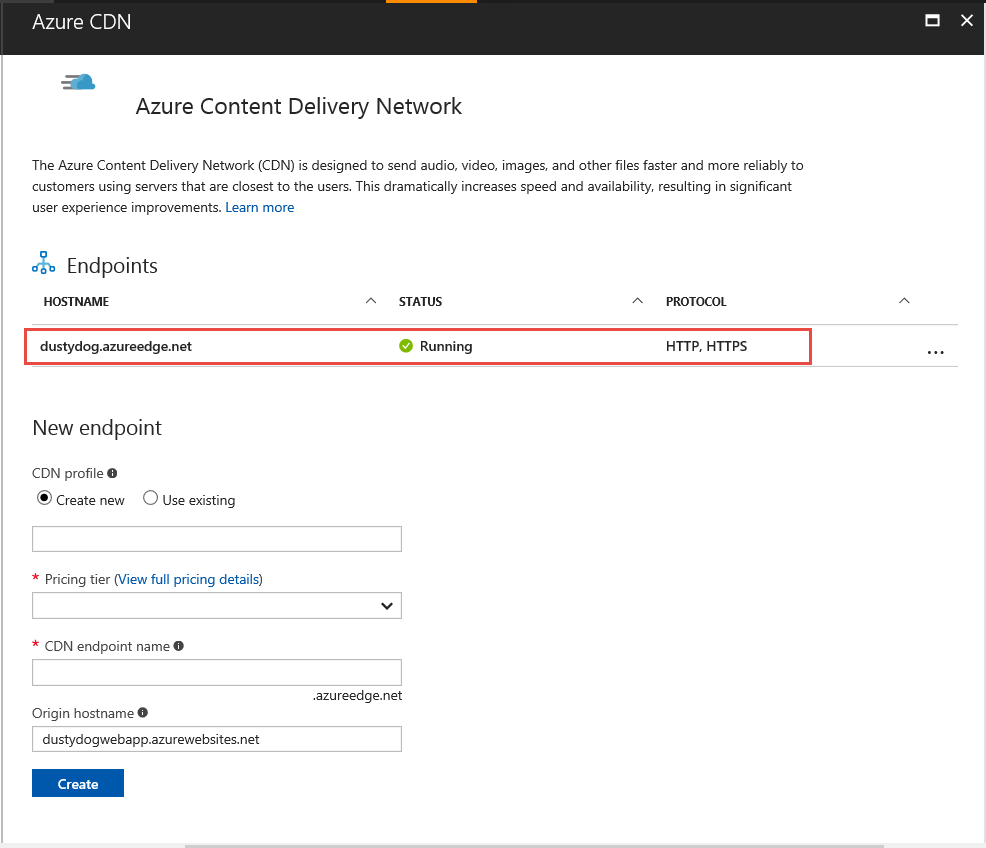 Azure CDN
Azure Content Delivery Network
The Azure Content Delivery Network (CDN) is designed to send audio, video, images, and other files faster and more reliably to
customers using servers that are closest to the users. This dramatically increases speed and availability, resulting in significant
user experience improvements. Learn more
Endpoints
HOSTNAME STATUS PROTOCOL
dustydog.azureedge.net Running HTTP, HTTPS ...
New endpoint
CDN profile
Create new Use existing
* Pricing tier (View full pricing details)
* CDN endpoint name
.azureedge.net
Origin hostname
dustydogwebapp.azurewebsites.net
Create